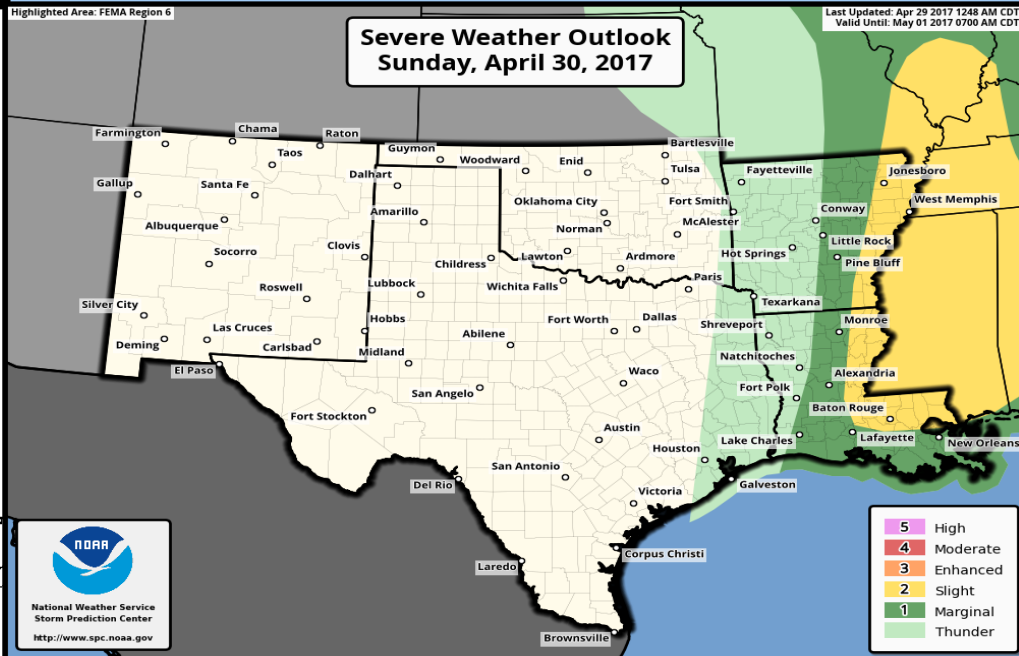 Highlighted Area: FEMA Region 6
Last Updated: Apr 29 2017 1248 AM CDT
Valid Until: May 01 2017 0700 AM CDT
Severe Weather Outlook
Sunday, April 30, 2017
Farmington
Chama
Raton
Taos
Guymon
Woodward
Enid
Bartlesville
Tulsa
Fayetteville
Jonesboro
Gallup
Santa Fe
Dalhart
Oklahoma City
Fort Smith
West Memphis
Albuquerque
Amarillo
Norman
McAlester
Conway
Socorro
Clovis
Childress
Lawton
Ardmore
Hot Springs
Little Rock
Pine Bluff
Roswell
Lubbock
Wichita Falls
Paris
Texarkana
Silver City
Las Cruces
Hobbs
Abilene
Fort Worth
Dallas
Shreveport
Monroe
Deming
Carlsbad
Midland
Natchitoches
El Paso
San Angelo
Waco
Fort Polk
Alexandria
Fort Stockton
Austin
Baton Rouge
Houston
Lake Charles
Lafayette
New Orleans
Del Rio
San Antonio
Victoria
Galveston
Laredo
Corpus Christi
Brownsville
NOAA
National Weather Service
Storm Prediction Center
http://www.spc.noaa.gov
5 High
4 Moderate
3 Enhanced
2 Slight
1 Marginal
Thunder